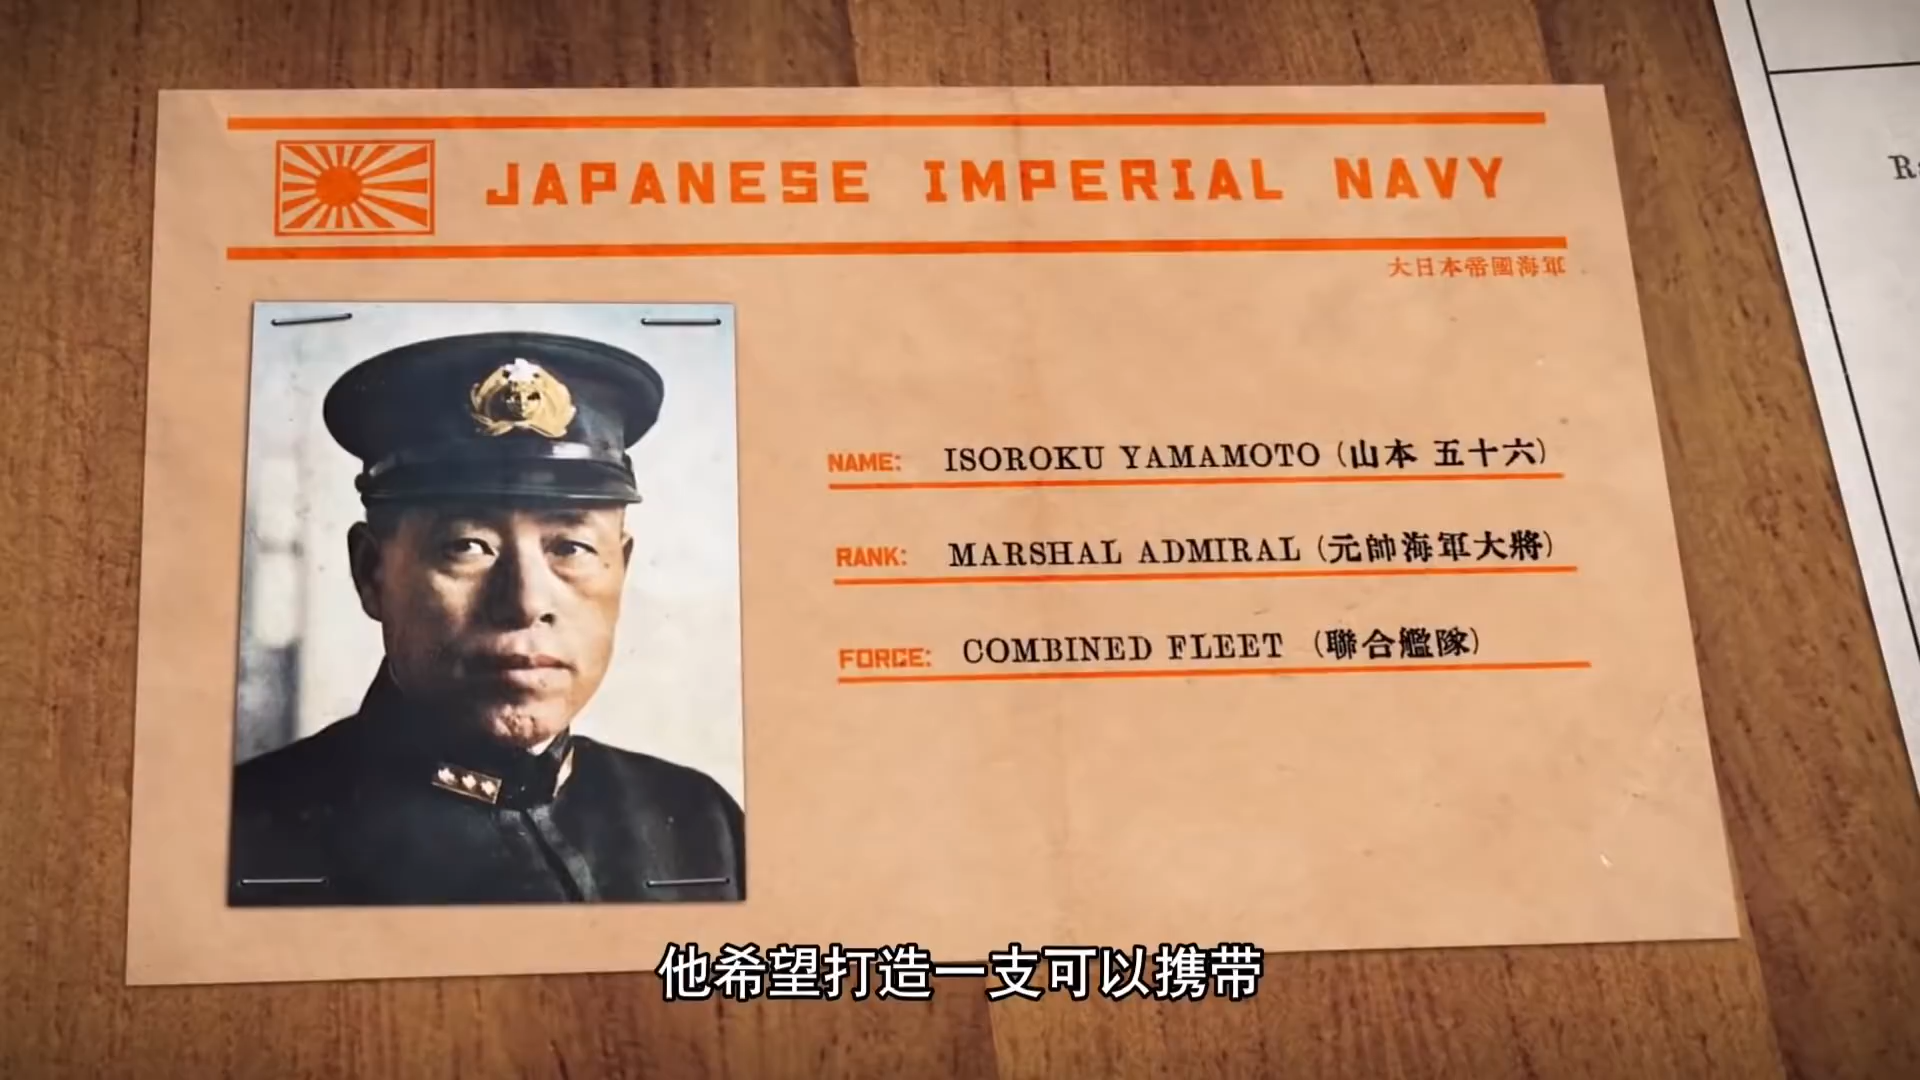 JAPANESE IMPERIAL NAVY
大日本帝國海軍
NAME: ISOROKU YAMAMOTO (山本 五十六)
RANK: MARSHAL ADMIRAL (元帥海軍大將)
FORCE: COMBINED FLEET (聯合艦隊)
他希望打造一支可以携带